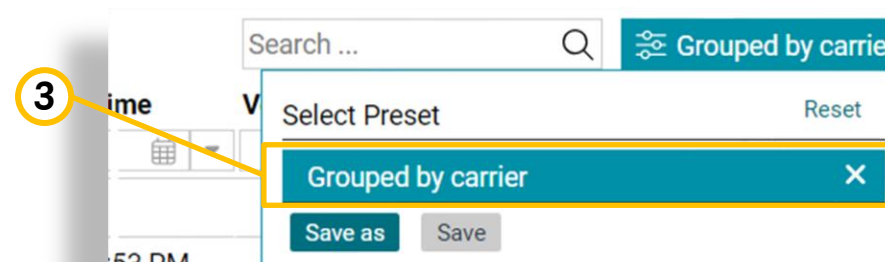 Search ...
Grouped by carrie
3
ime
V
Select Preset
Reset
Grouped by carrier
Save as
Save
:53 PM